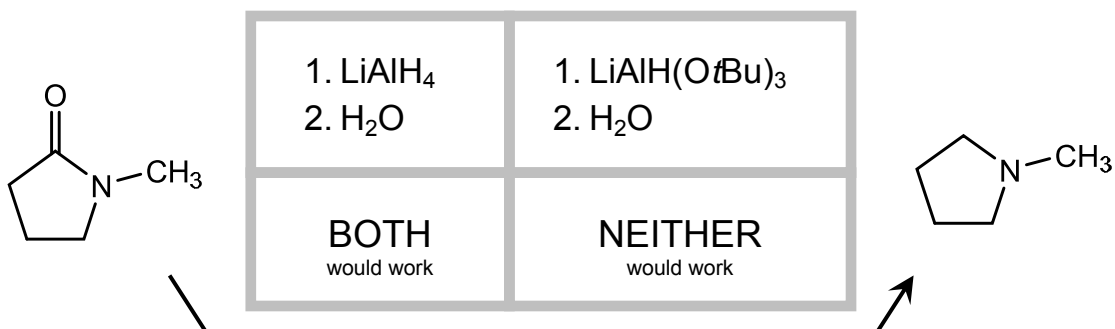 1. LiAlH₄
2. H₂O
1. LiAlH(OtBu)₃
2. H₂O
O
N
CH₃
BOTH
would work
NEITHER
would work
N
CH₃